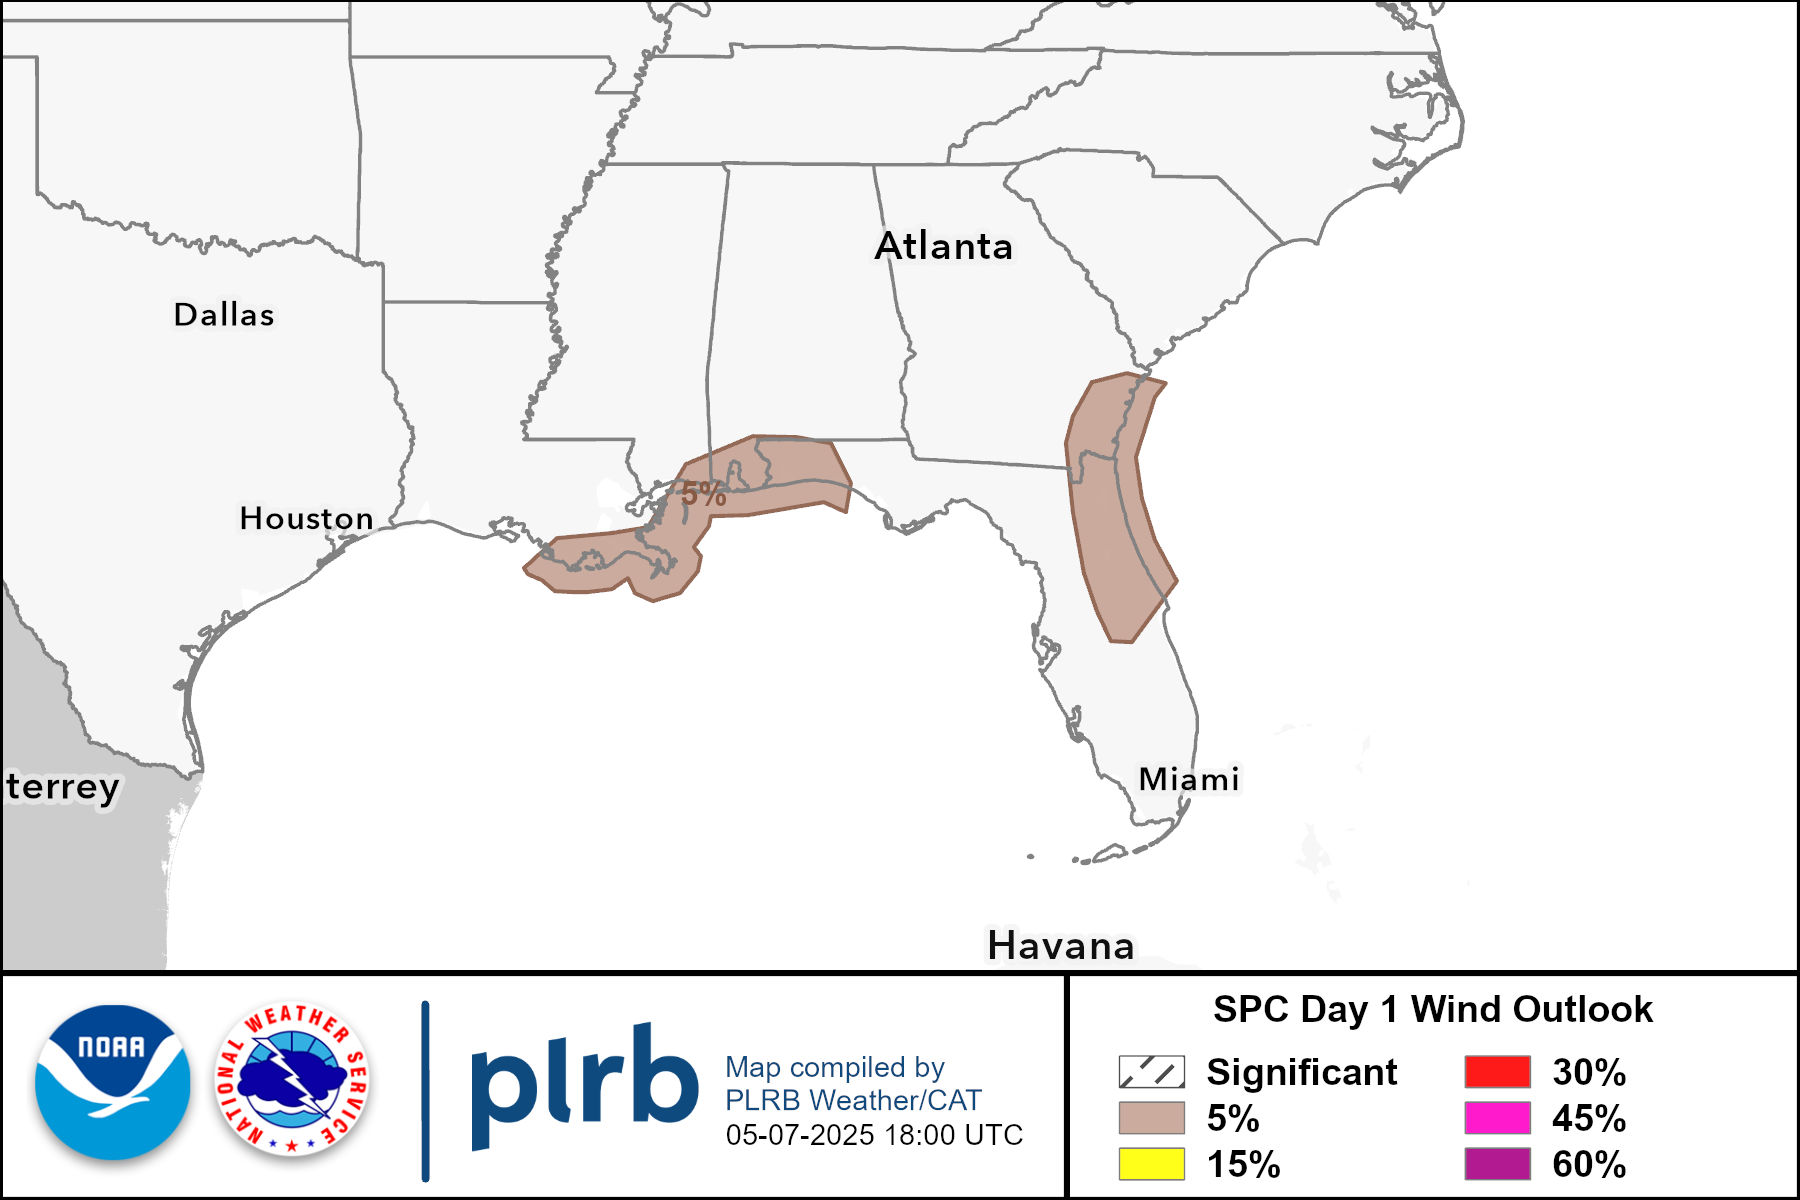 Atlanta
Dallas
5%
Houston
Miami
terrey
Havana
NOAA
NATIONAL WEATHER SERVICE
plrb
Map compiled by
PLRB Weather/CAT
05-07-2025 18:00 UTC
SPC Day 1 Wind Outlook
Significant
5%
15%
30%
45%
60%